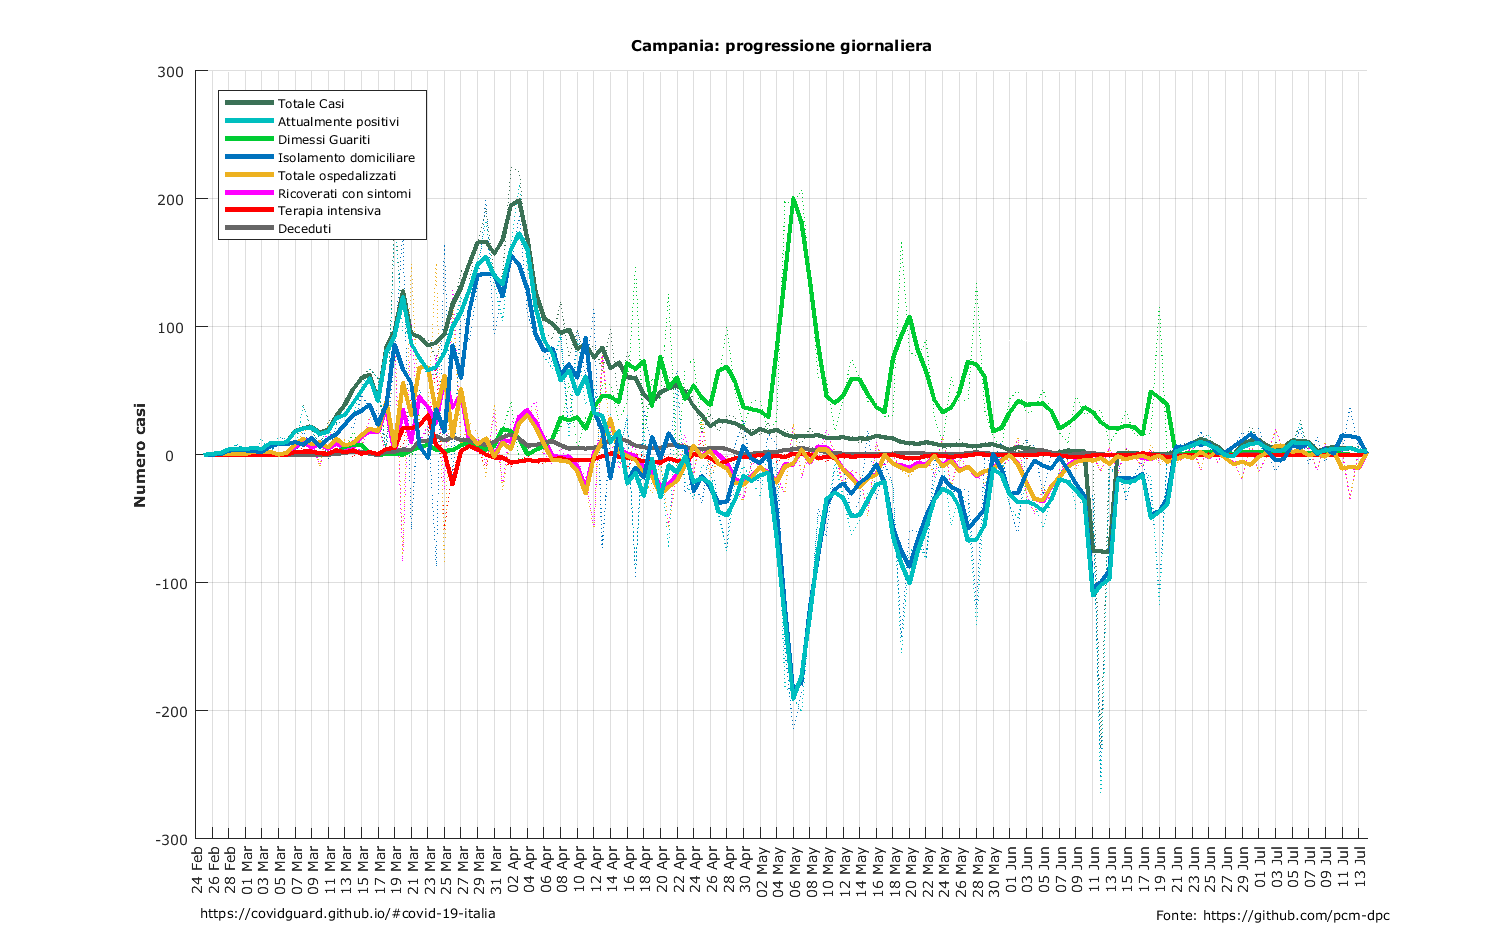 Campania: progressione giornaliera
300
200
100
0
-100
-200
-300
Numero casi
Totale Casi
Attualmente positivi
Dimessi Guariti
Isolamento domiciliare
Totale ospedalizzati
Ricoverati con sintomi
Terapia intensiva
Deceduti
24 Feb
26 Feb
28 Feb
01 Mar
03 Mar
05 Mar
07 Mar
09 Mar
11 Mar
13 Mar
15 Mar
17 Mar
19 Mar
21 Mar
23 Mar
25 Mar
27 Mar
29 Mar
31 Mar
02 Apr
04 Apr
06 Apr
08 Apr
10 Apr
12 Apr
14 Apr
16 Apr
18 Apr
20 Apr
22 Apr
24 Apr
26 Apr
28 Apr
30 Apr
02 May
04 May
06 May
08 May
10 May
12 May
14 May
16 May
18 May
20 May
22 May
24 May
26 May
28 May
30 May
01 Jun
03 Jun
05 Jun
07 Jun
09 Jun
11 Jun
13 Jun
15 Jun
17 Jun
19 Jun
21 Jun
23 Jun
25 Jun
27 Jun
29 Jun
01 Jul
03 Jul
05 Jul
07 Jul
09 Jul
11 Jul
13 Jul
https://covidguard.github.io/#covid-19-italia
Fonte: https://github.com/pcm-dpc